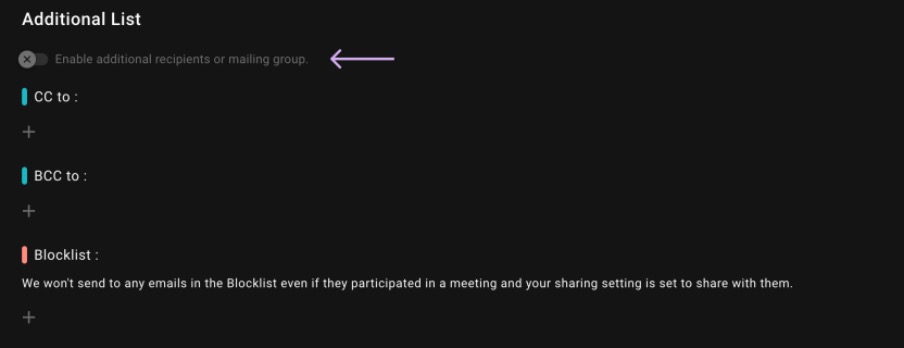 Additional List
Enable additional recipients or mailing group.
CC to :
+
BCC to :
+
Blocklist :
We won't send to any emails in the Blocklist even if they participated in a meeting and your sharing setting is set to share with them.
+